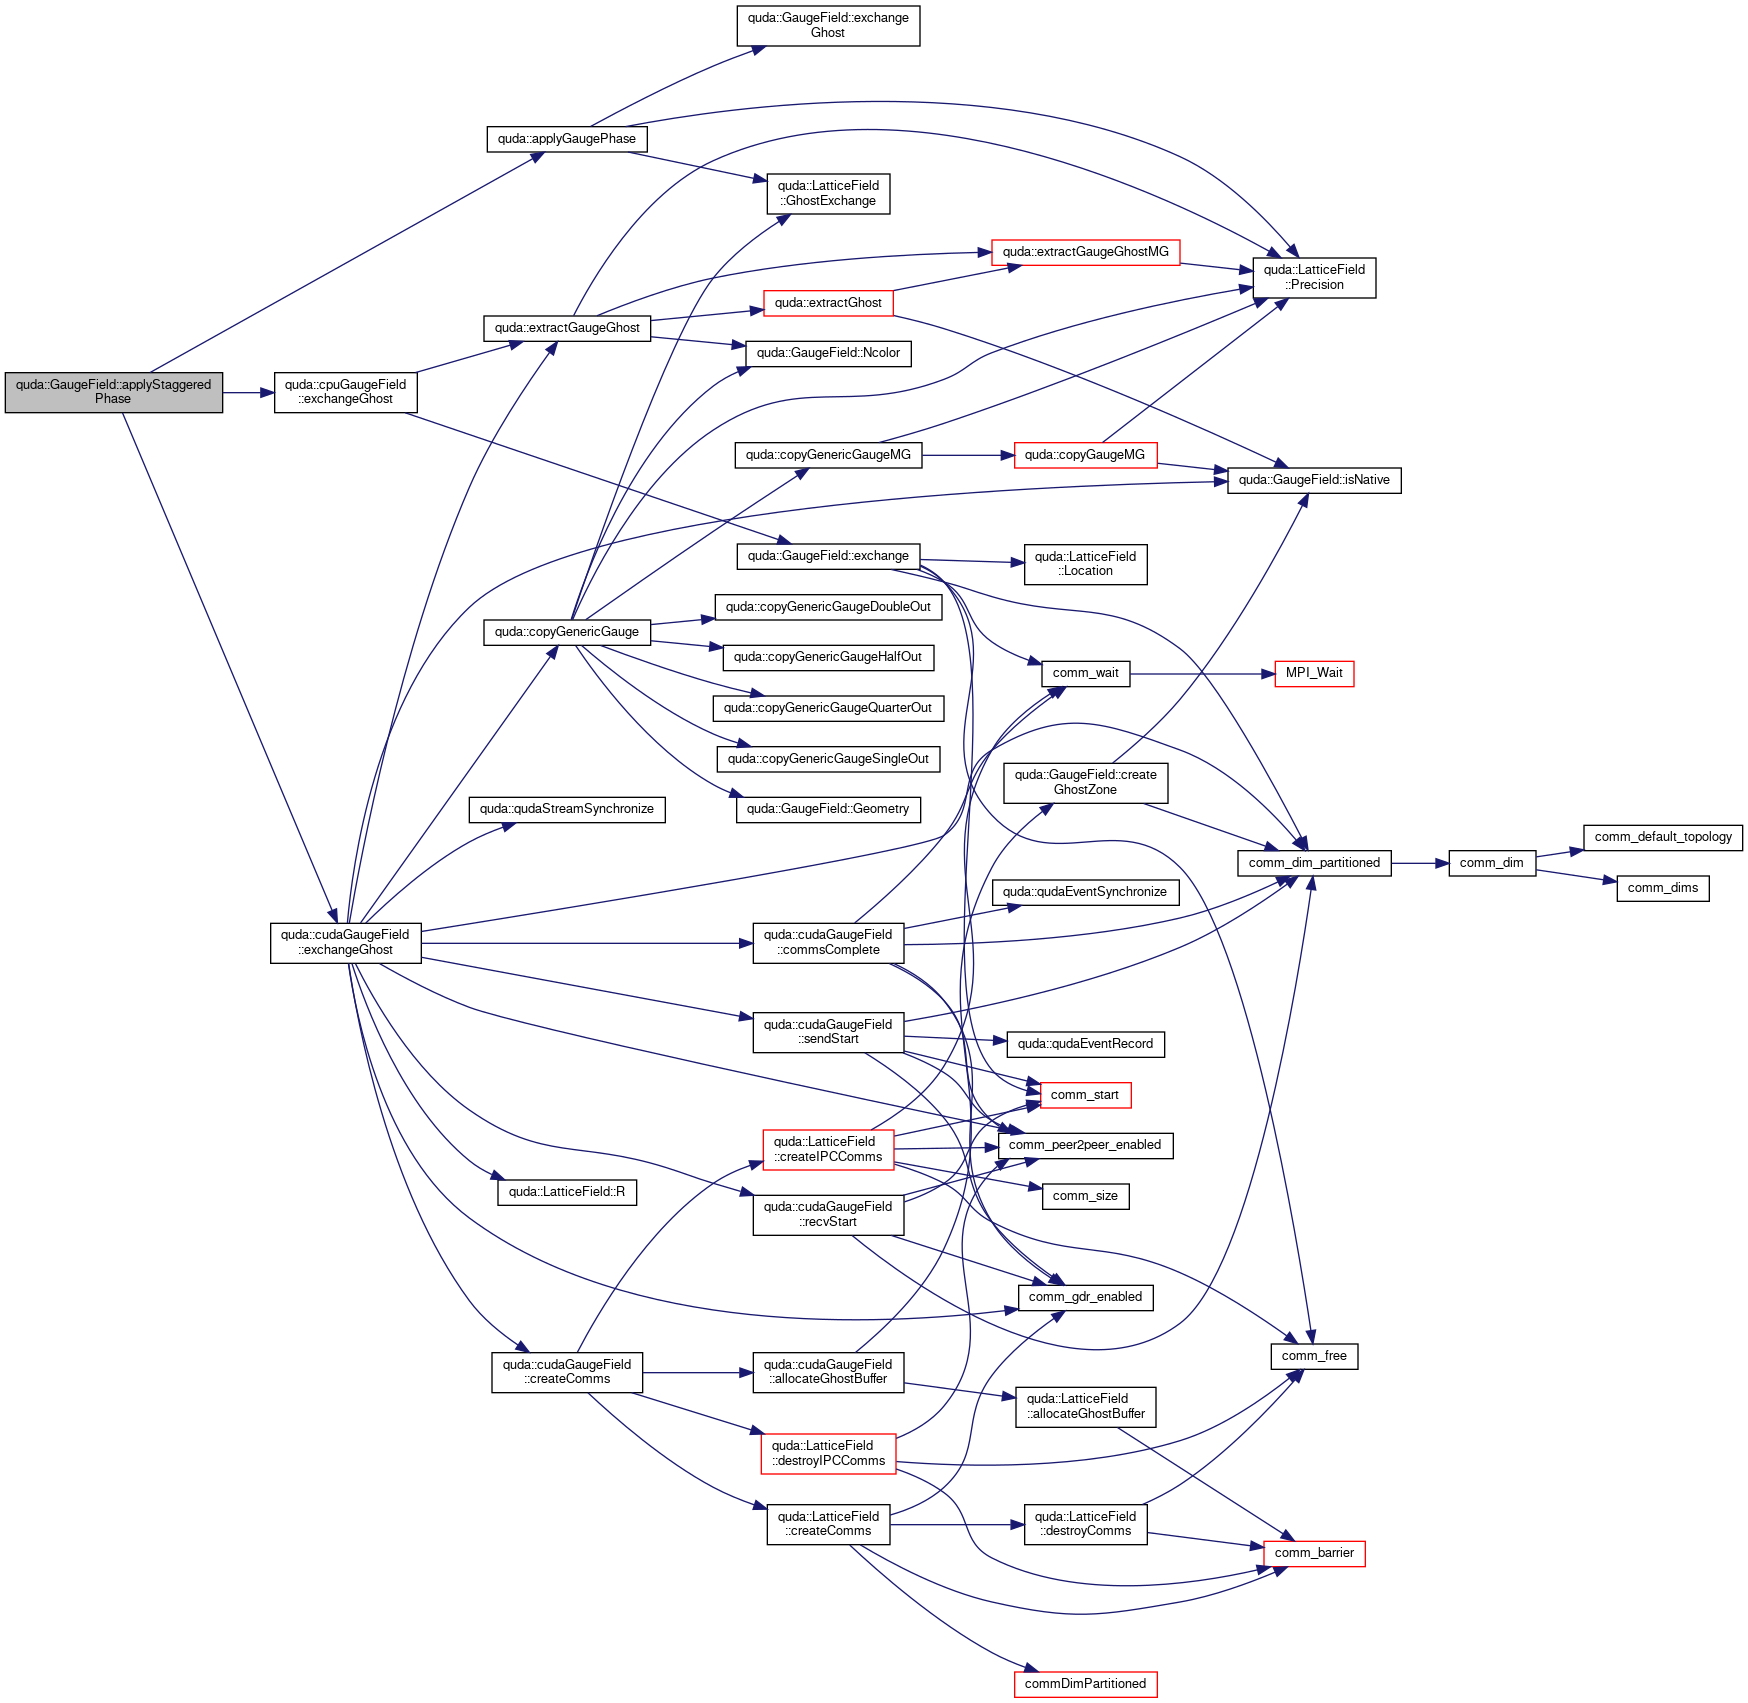 quda::GaugeField::applyStaggered
Phase
quda::applyGaugePhase
quda::GaugeField::exchange
Ghost
quda::LatticeField
::GhostExchange
quda::LatticeField
::Precision
quda::cpuGaugeField
::exchangeGhost
quda::extractGaugeGhost
quda::extractGhost
quda::extractGaugeGhostMG
quda::GaugeField::Ncolor
quda::GaugeField::isNative
quda::GaugeField::exchange
quda::LatticeField
::Location
comm_wait
MPI_Wait
comm_dim_partitioned
comm_dim
comm_default_topology
comm_dims
comm_start
comm_free
quda::cudaGaugeField
::exchangeGhost
quda::copyGenericGauge
quda::copyGenericGaugeMG
quda::copyGaugeMG
quda::copyGenericGaugeDoubleOut
quda::copyGenericGaugeHalfOut
quda::copyGenericGaugeQuarterOut
quda::copyGenericGaugeSingleOut
quda::GaugeField::Geometry
quda::qudaStreamSynchronize
quda::cudaGaugeField
::commsComplete
quda::qudaEventSynchronize
quda::GaugeField::create
GhostZone
quda::cudaGaugeField
::sendStart
quda::qudaEventRecord
comm_peer2peer_enabled
comm_gdr_enabled
quda::LatticeField::R
quda::cudaGaugeField
::recvStart
quda::cudaGaugeField
::createComms
quda::LatticeField
::createIPCComms
comm_size
quda::cudaGaugeField
::allocateGhostBuffer
quda::LatticeField
::allocateGhostBuffer
quda::LatticeField
::destroyIPCComms
quda::LatticeField
::createComms
quda::LatticeField
::destroyComms
comm_barrier
commDimPartitioned